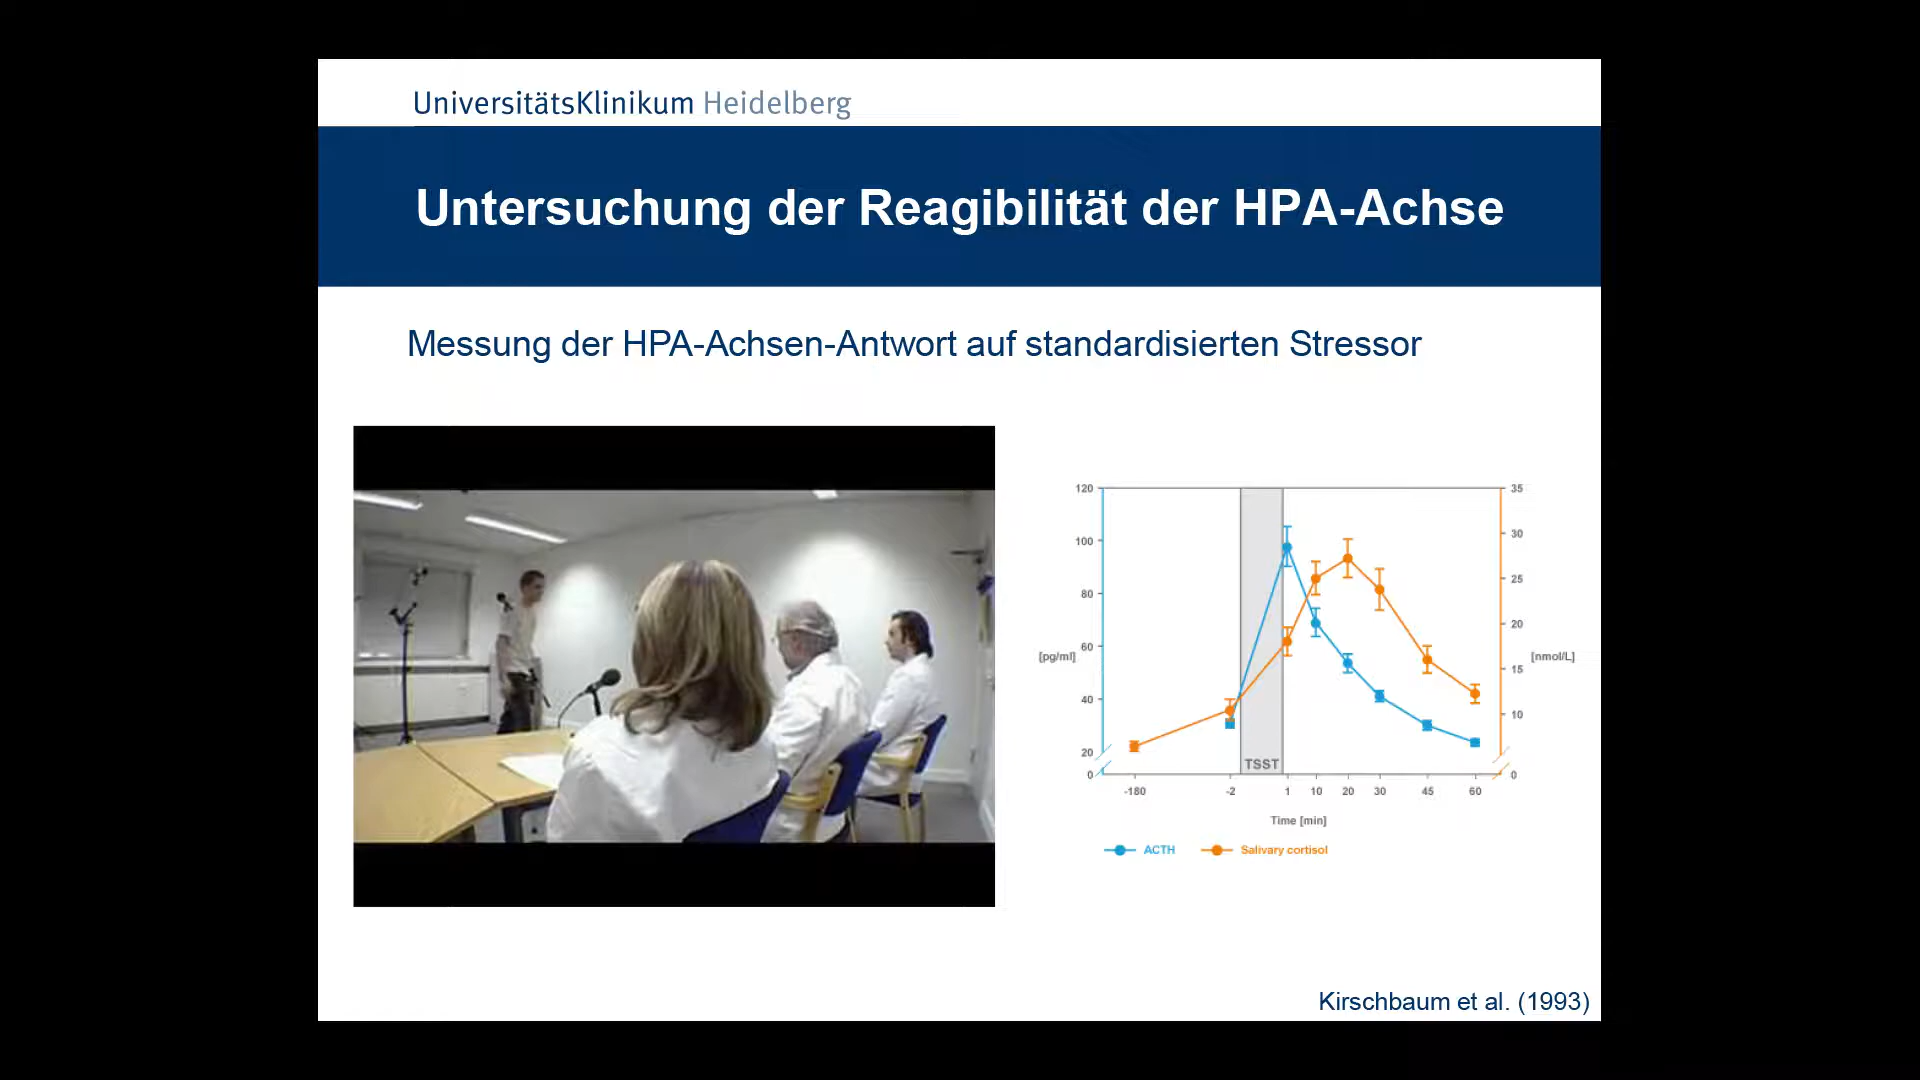 UniversitätsKlinikum Heidelberg
Untersuchung der Reagibilität der HPA-Achse
Messung der HPA-Achsen-Antwort auf standardisierten Stressor
120
100
80
60
40
20
0
[pg/ml]
35
30
25
20
15
10
0
[nmol/L]
TSST
-180 -2 1 10 20 30 45 60
Time [min]
ACTH Salivary cortisol
Kirschbaum et al. (1993)